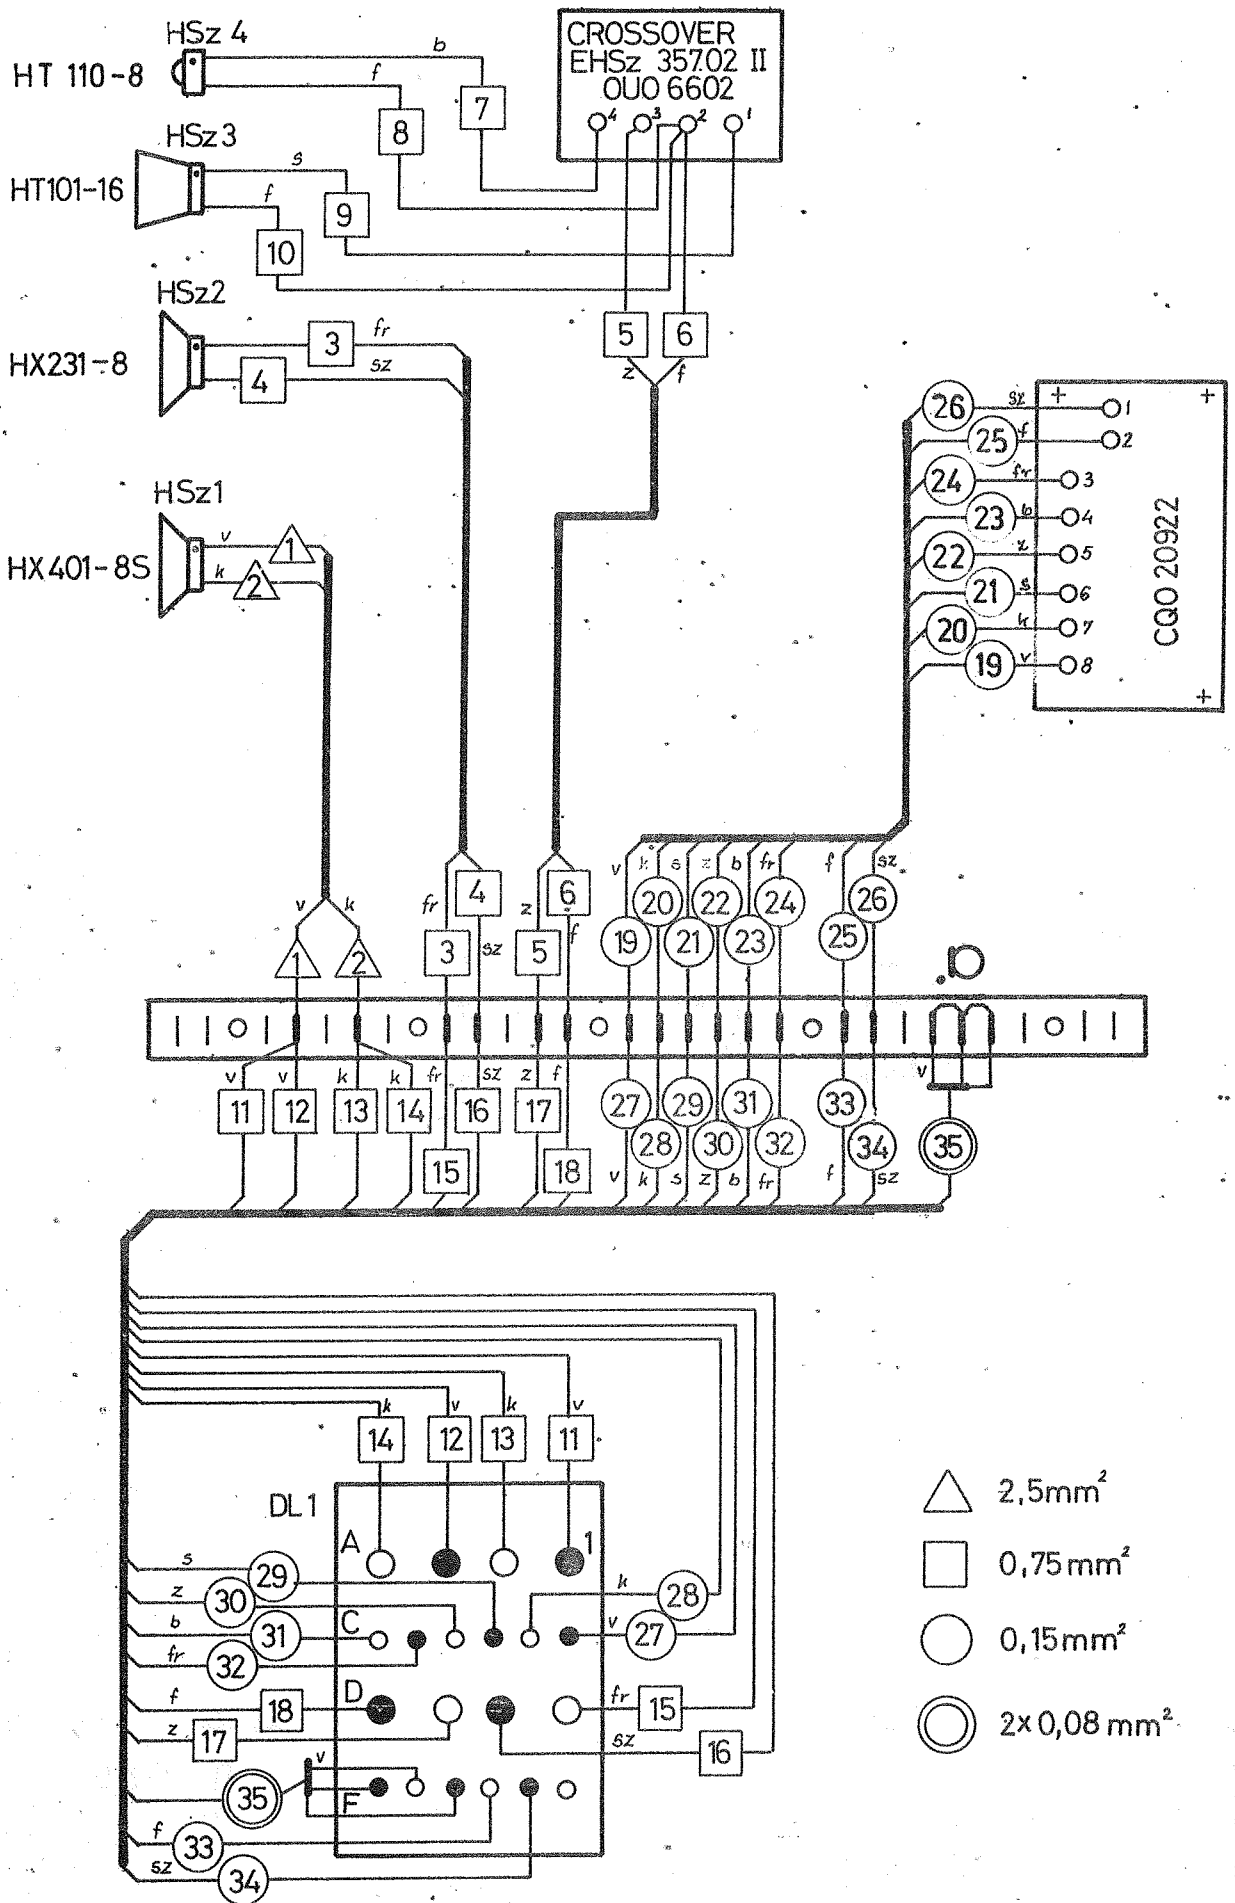 HSz 4
HT 110-8
b
f
7
8
CROSSOVER
EHSz 357.02 II
OUO 6602
4
3
2
1
HSz 3
HT101-16
s
f
9
10
HSz2
HX231-8
3
fr
4
sz
5
6
z
f
HSz1
HX401-8S
v
1
k
2
26
sz
1
25
f
2
24
fr
3
23
b
4
22
z
5
21
s
6
20
k
7
19
v
8
CQO 20922
v
k
1
2
fr
4
3
sz
z
6
5
f
v
k
s
z
b
fr
f
sz
20
22
24
26
19
21
23
25
v
v
k
k
fr
sz
z
f
v
11
12
13
14
16
17
27
29
31
33
28
30
32
34
35
15
18
v
k
s
z
b
fr
f
sz
k
v
k
v
14
12
13
11
DL1
A
1
s
29
z
30
b
31
C
fr
32
k
28
v
27
f
18
D
z
17
fr
15
sz
16
v
35
F
f
33
sz
34
2,5mm²
0,75mm²
0,15mm²
2x0,08mm²